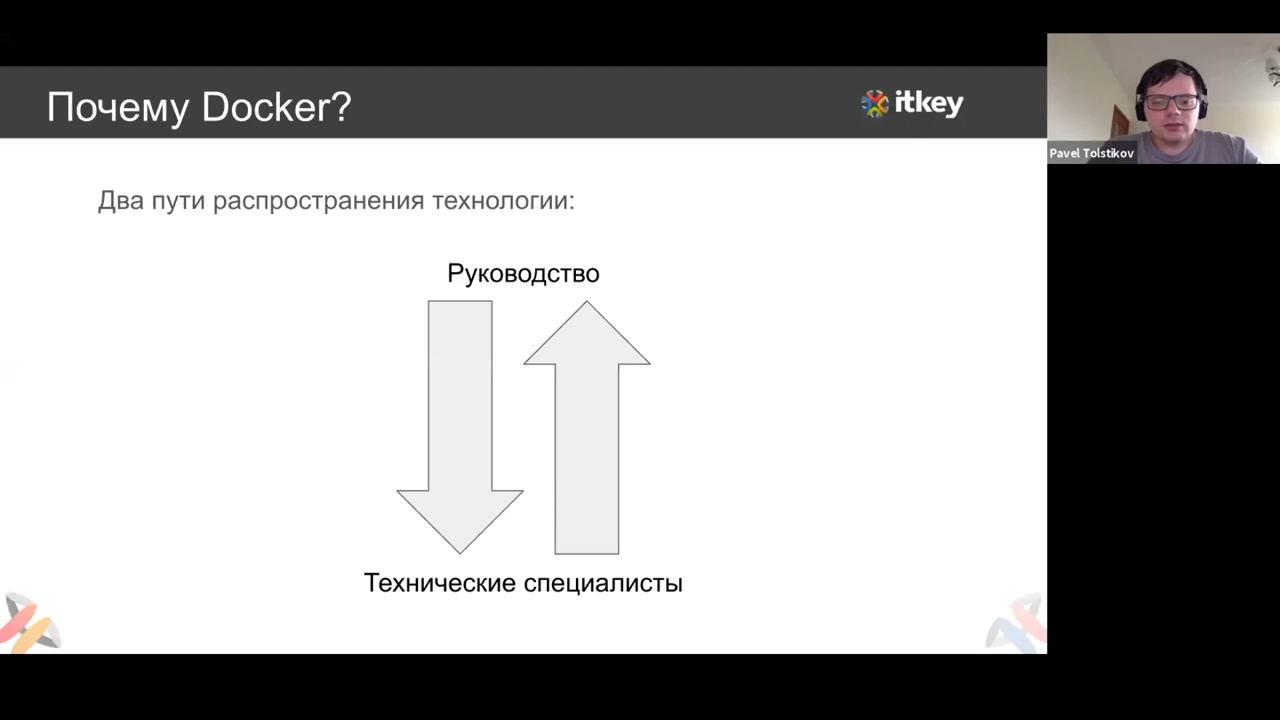 Почему Docker?
itkey
Pavel Tolstikov
Два пути распространения технологии:
Руководство
Технические специалисты